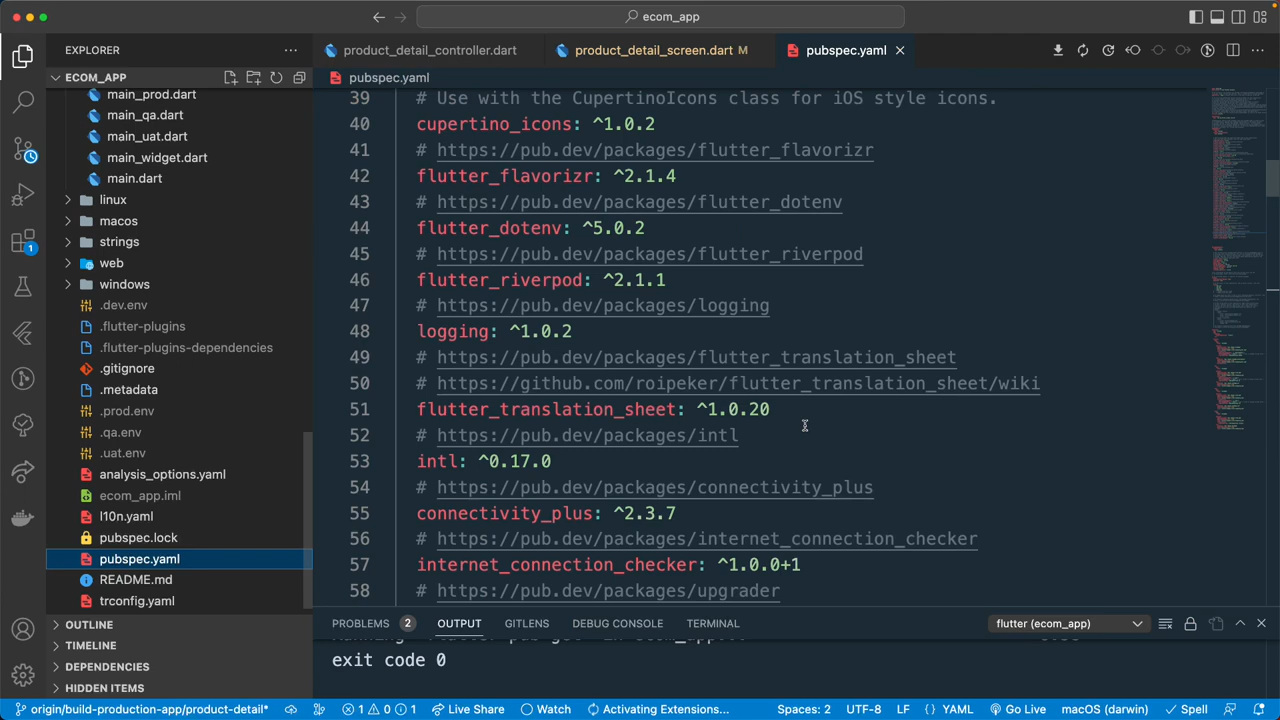 ecom_app
EXPLORER
product_detail_controller.dart
product_detail_screen.dart M
pubspec.yaml
ECOM_APP
pubspec.yaml
main_prod.dart
main_qa.dart
main_uat.dart
main_widget.dart
main.dart
linux
macos
strings
web
windows
.dev.env
.flutter-plugins
.flutter-plugins-dependencies
.gitignore
.metadata
.prod.env
.qa.env
.uat.env
analysis_options.yaml
ecom_app.iml
l10n.yaml
pubspec.lock
pubspec.yaml
README.md
trconfig.yaml
OUTLINE
TIMELINE
DEPENDENCIES
HIDDEN ITEMS
1
39 # Use with the CupertinoIcons class for iOS style icons.
40 cupertino_icons: ^1.0.2
41 # https://pub.dev/packages/flutter_flavorizr
42 flutter_flavorizr: ^2.1.4
43 # https://pub.dev/packages/flutter_dotenv
44 flutter_dotenv: ^5.0.2
45 # https://pub.dev/packages/flutter_riverpod
46 flutter_riverpod: ^2.1.1
47 # https://pub.dev/packages/logging
48 logging: ^1.0.2
49 # https://pub.dev/packages/flutter_translation_sheet
50 # https://github.com/roipeker/flutter_translation_sheet/wiki
51 flutter_translation_sheet: ^1.0.20
52 # https://pub.dev/packages/intl
53 intl: ^0.17.0
54 # https://pub.dev/packages/connectivity_plus
55 connectivity_plus: ^2.3.7
56 # https://pub.dev/packages/internet_connection_checker
57 internet_connection_checker: ^1.0.0+1
58 # https://pub.dev/packages/upgrader
PROBLEMS 2 OUTPUT GITLENS DEBUG CONSOLE TERMINAL
flutter (ecom_app)
exit code 0
origin/build-production-app/product-detail* 1 0 1 Live Share Watch Activating Extensions... Spaces: 2 UTF-8 LF {} YAML Go Live macOS (darwin) Spell